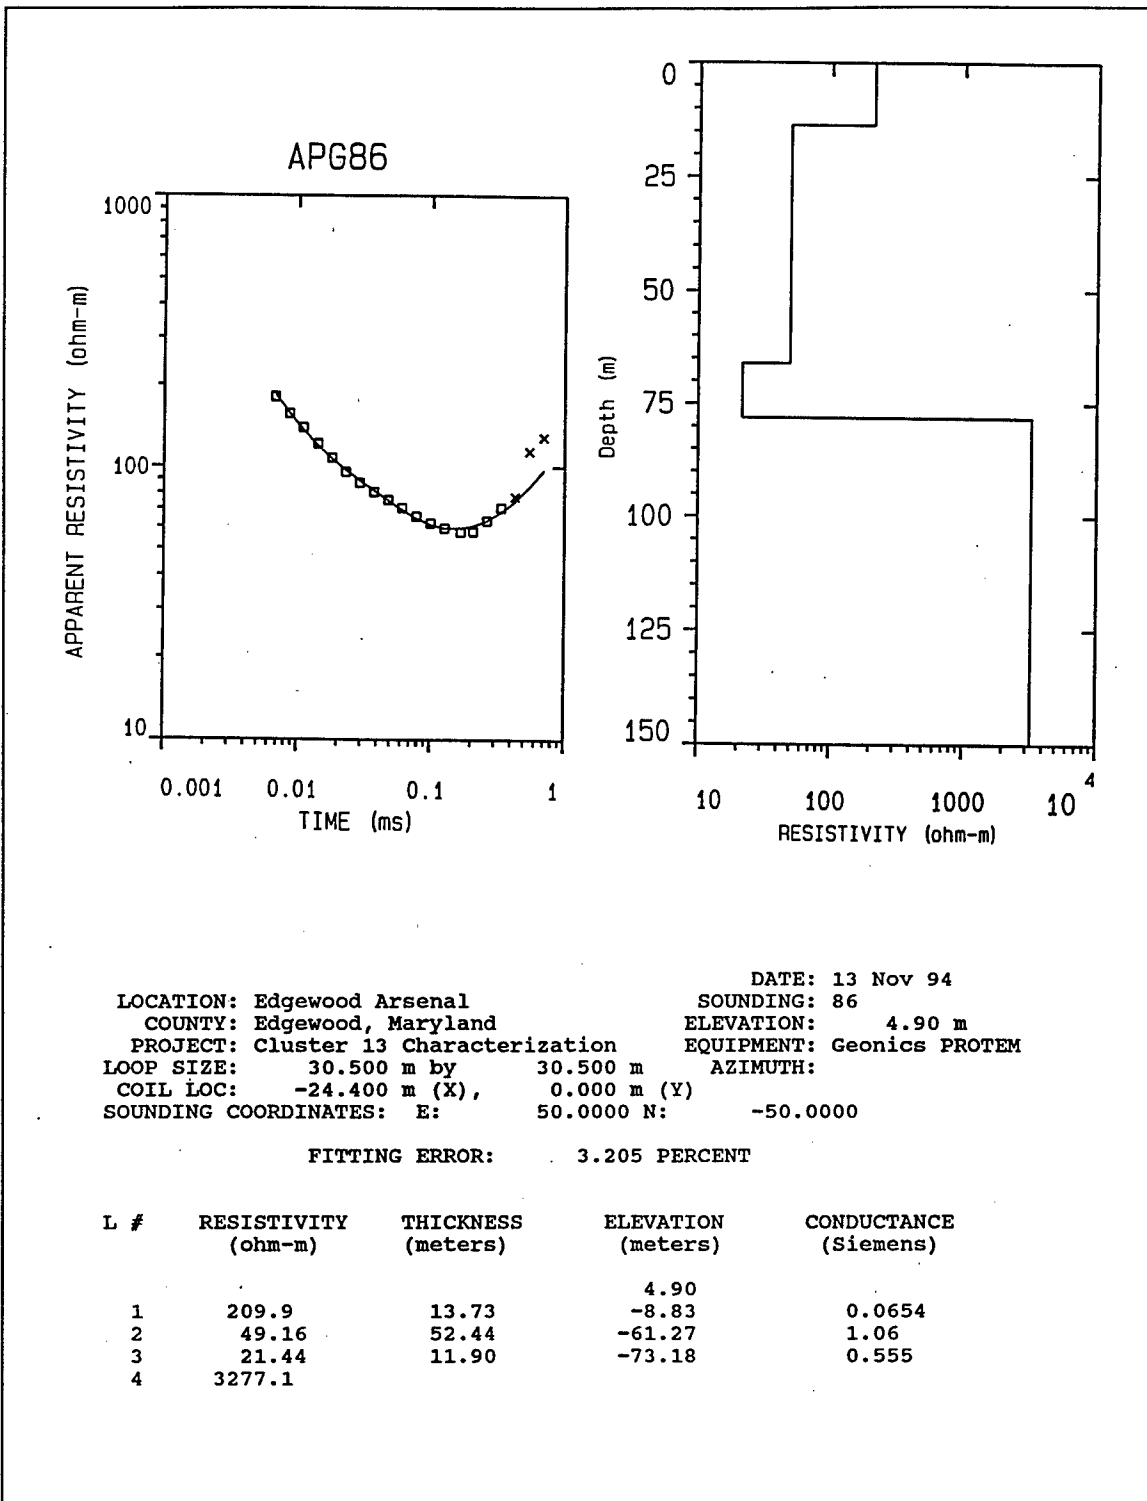 APG86
1000
100
10
APPARENT RESISTIVITY (ohm-m)
0.001 0.01 0.1 1
TIME (ms)
0
25
50
75
100
125
150
Depth (m)
10 100 1000 10 4
RESISTIVITY (ohm-m)
DATE: 13 Nov 94
LOCATION: Edgewood Arsenal SOUNDING: 86
COUNTY: Edgewood, Maryland ELEVATION: 4.90 m
PROJECT: Cluster 13 Characterization EQUIPMENT: Geonics PROTEM
LOOP SIZE: 30.500 m by 30.500 m AZIMUTH:
COIL LOC: -24.400 m (X), 0.000 m (Y)
SOUNDING COORDINATES: E: 50.0000 N: -50.0000
FITTING ERROR: 3.205 PERCENT
L # RESISTIVITY THICKNESS ELEVATION CONDUCTANCE
(ohm-m) (meters) (meters) (Siemens)
4.90
1 209.9 13.73 -8.83 0.0654
2 49.16 52.44 -61.27 1.06
3 21.44 11.90 -73.18 0.555
4 3277.1